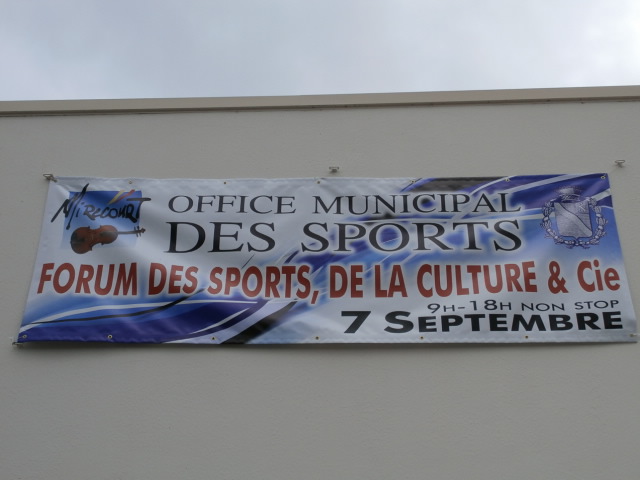 MIRECOURT
OFFICE MUNICIPAL
DES SPORTS
FORUM DES SPORTS, DE LA CULTURE & Cie
9H-18H NON STOP
7 SEPTEMBRE